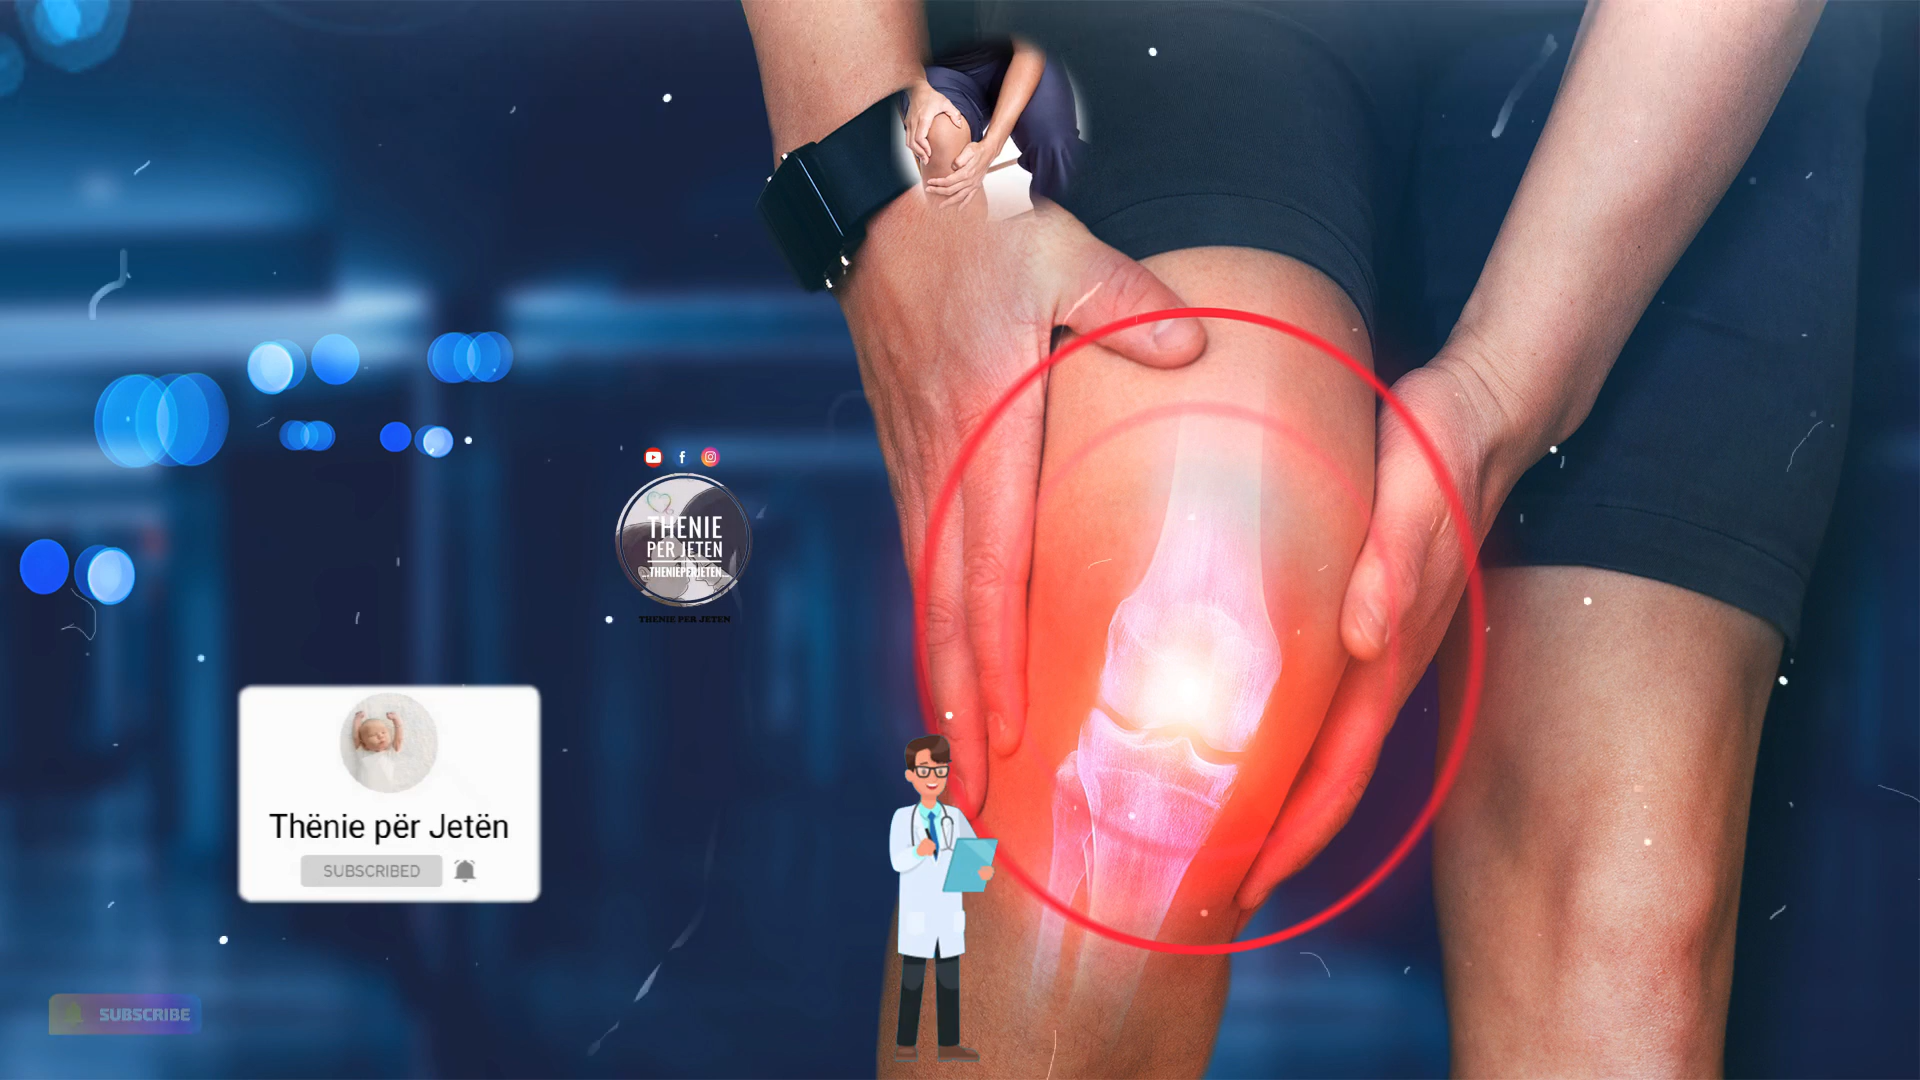 THENIE
PER JETEN
THENIEPERJETEN
THENIE PER JETEN
Thënie për Jetën
SUBSCRIBED
SUBSCRIBE